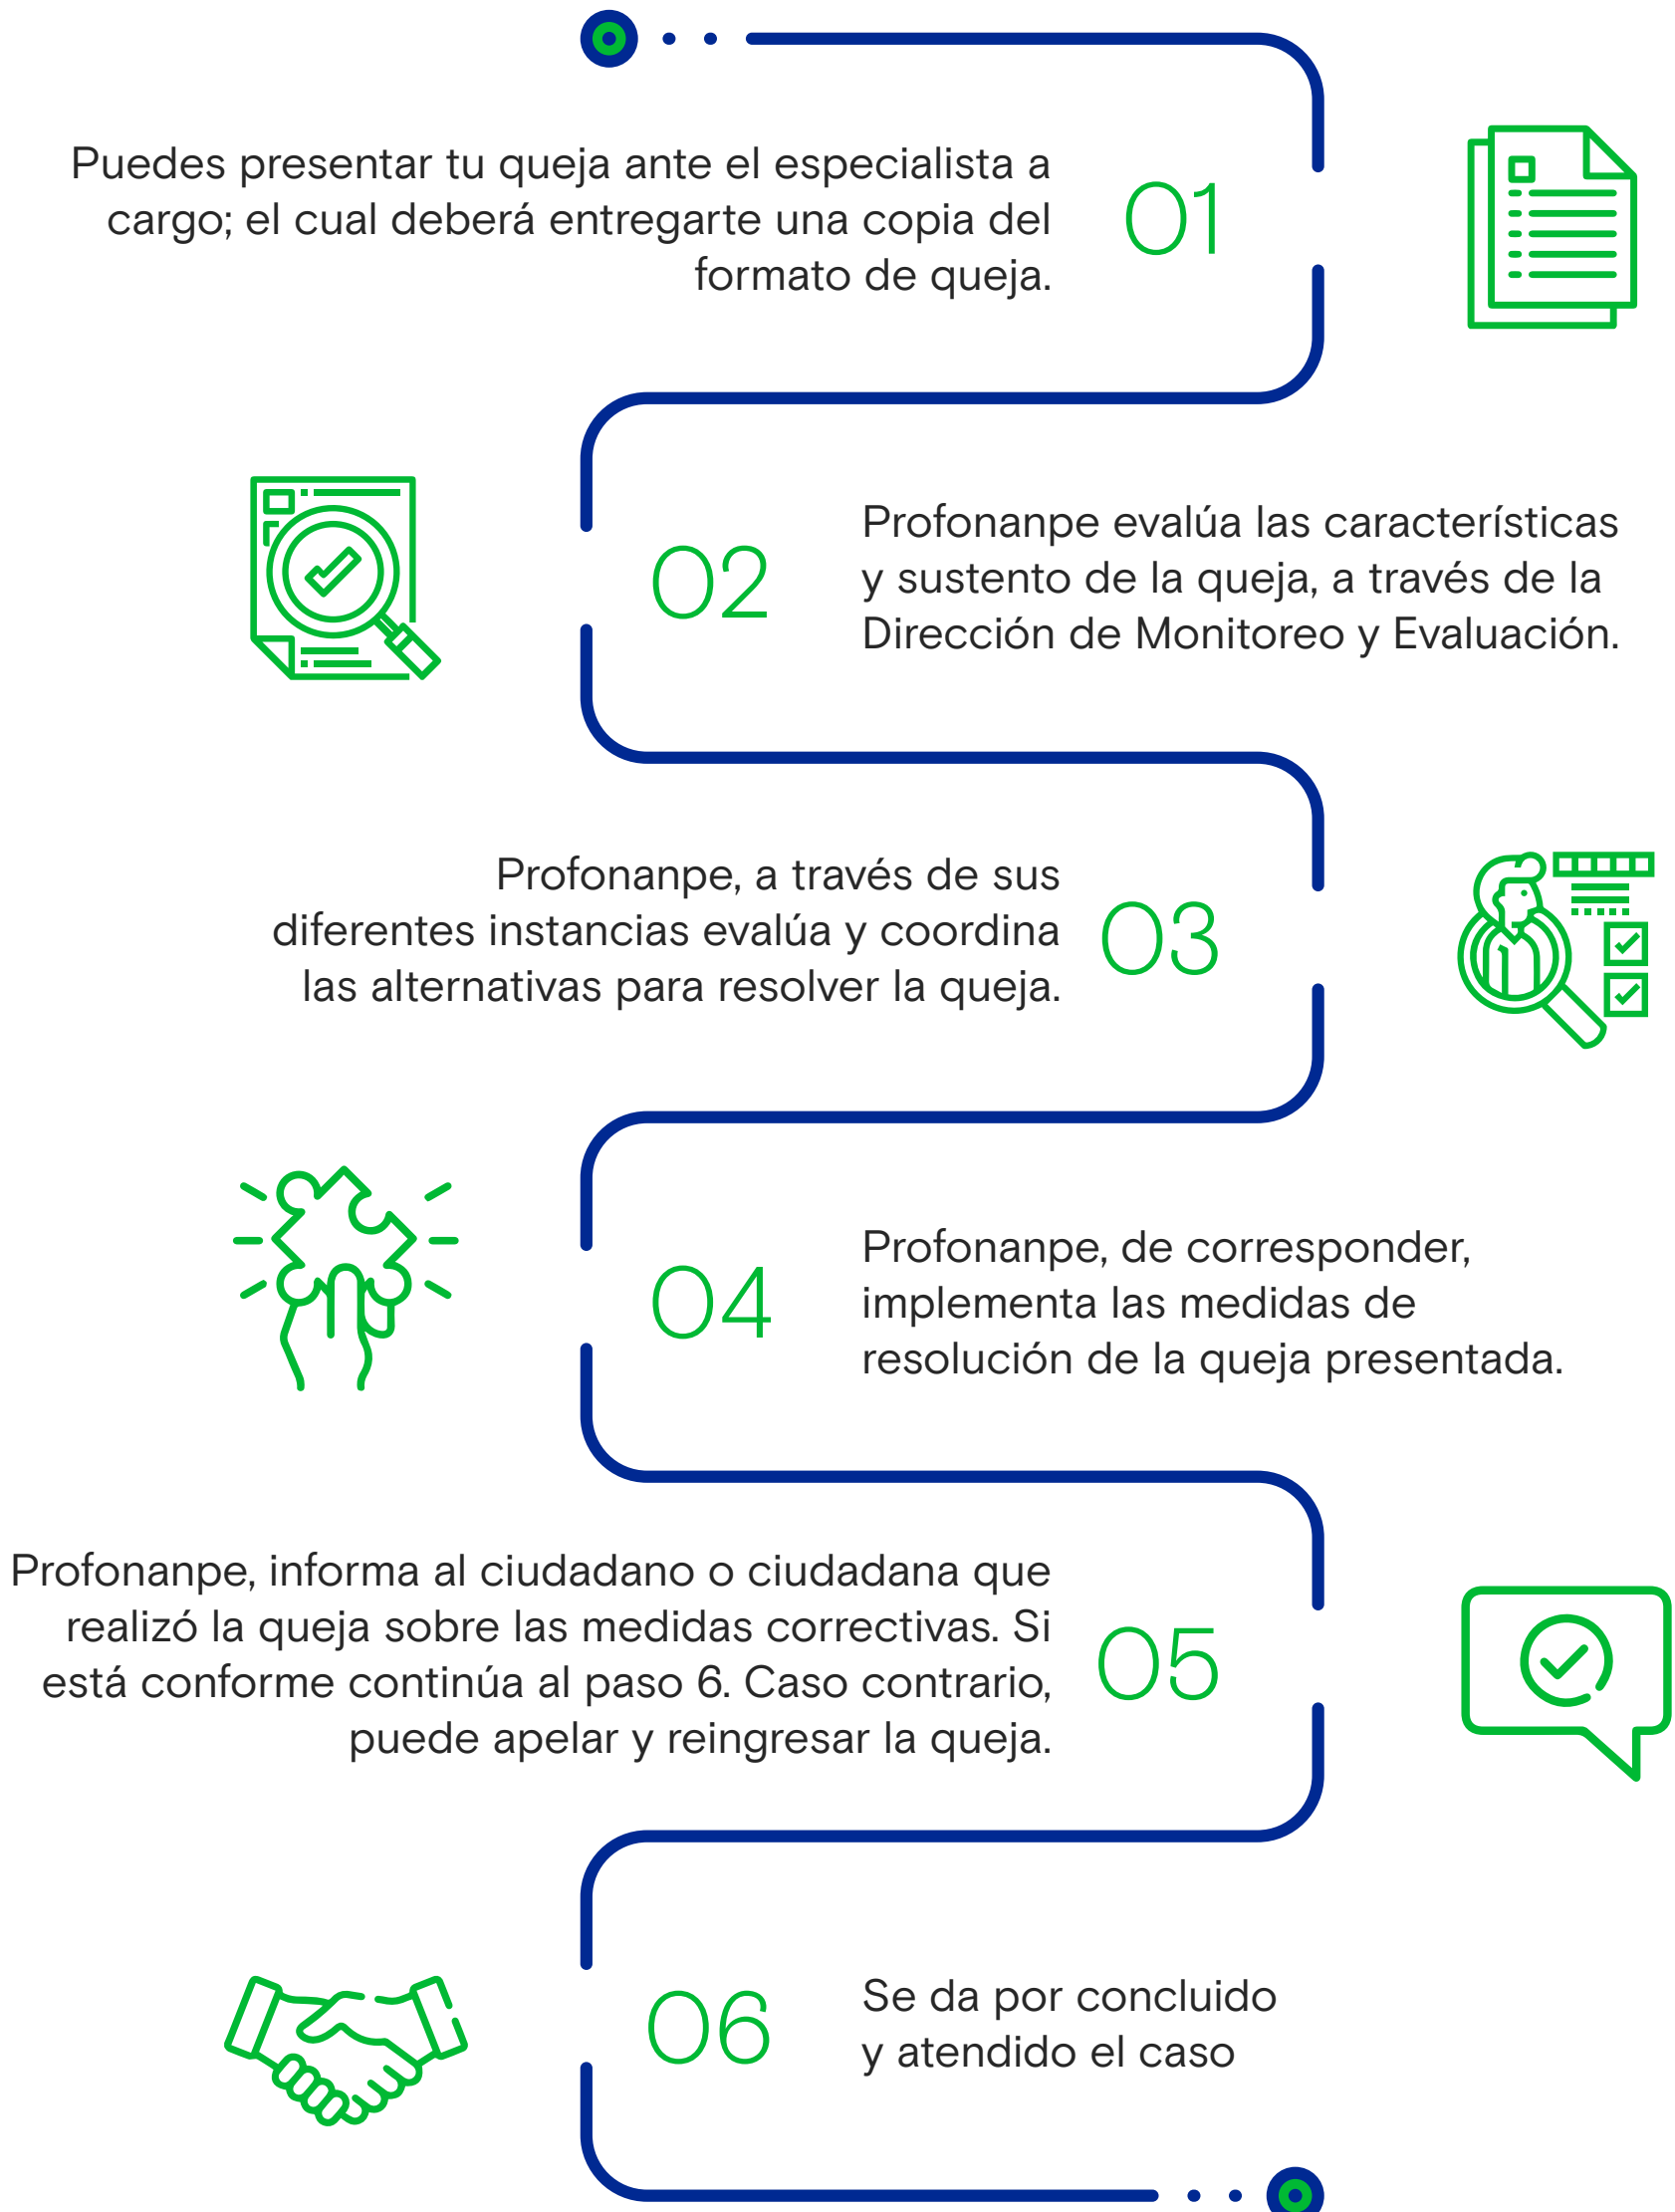 Puedes presentar tu queja ante el especialista a
cargo; el cual deberá entregarte una copia del
formato de queja.
01
02
Profonanpe evalúa las características
y sustento de la queja, a través de la
Dirección de Monitoreo y Evaluación.
Profonanpe, a través de sus
diferentes instancias evalúa y coordina
las alternativas para resolver la queja.
03
04
Profonanpe, de corresponder,
implementa las medidas de
resolución de la queja presentada.
Profonanpe, informa al ciudadano o ciudadana que
realizó la queja sobre las medidas correctivas. Si
está conforme continúa al paso 6. Caso contrario,
puede apelar y reingresar la queja.
05
06
Se da por concluido
y atendido el caso